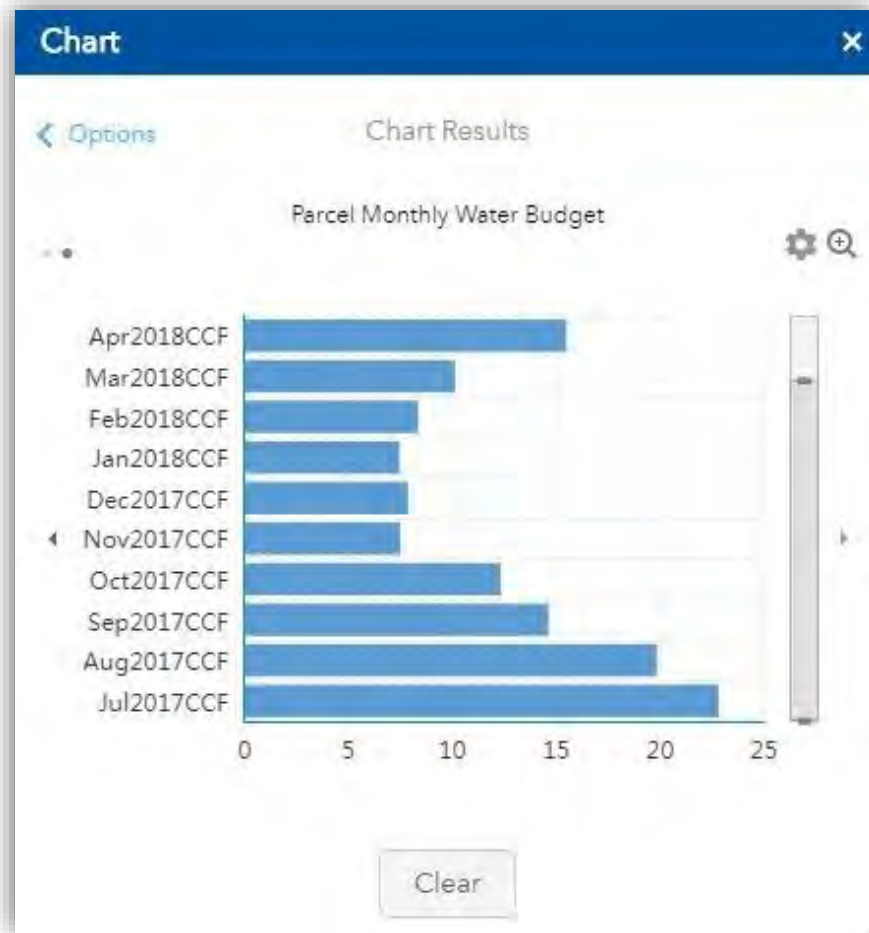 Chart ×
Options Chart Results
Parcel Monthly Water Budget
Apr2018CCF
Mar2018CCF
Feb2018CCF
Jan2018CCF
Dec2017CCF
Nov2017CCF
Oct2017CCF
Sep2017CCF
Aug2017CCF
Jul2017CCF
0 5 10 15 20 25
Clear